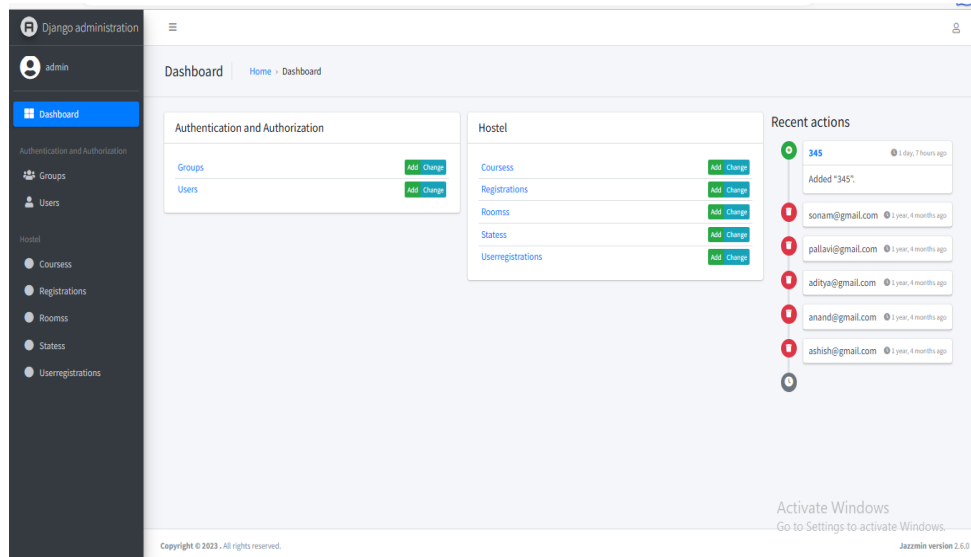 Django administration
admin
Dashboard
Authentication and Authorization
Groups
Users
Hostel
Coursess
Registrations
Roomss
Statess
Userregistrations
Dashboard
Home › Dashboard
Authentication and Authorization
Groups Add Change
Users Add Change
Hostel
Coursess Add Change
Registrations Add Change
Roomss Add Change
Statess Add Change
Userregistrations Add Change
Recent actions
345 1 day, 7 hours ago
Added “345”.
sonam@gmail.com 1 year, 4 months ago
pallavi@gmail.com 1 year, 4 months ago
aditya@gmail.com 1 year, 4 months ago
anand@gmail.com 1 year, 4 months ago
ashish@gmail.com 1 year, 4 months ago
Activate Windows
Go to Settings to activate Windows.
Copyright © 2023 . All rights reserved.
Jazzmin version 2.6.0